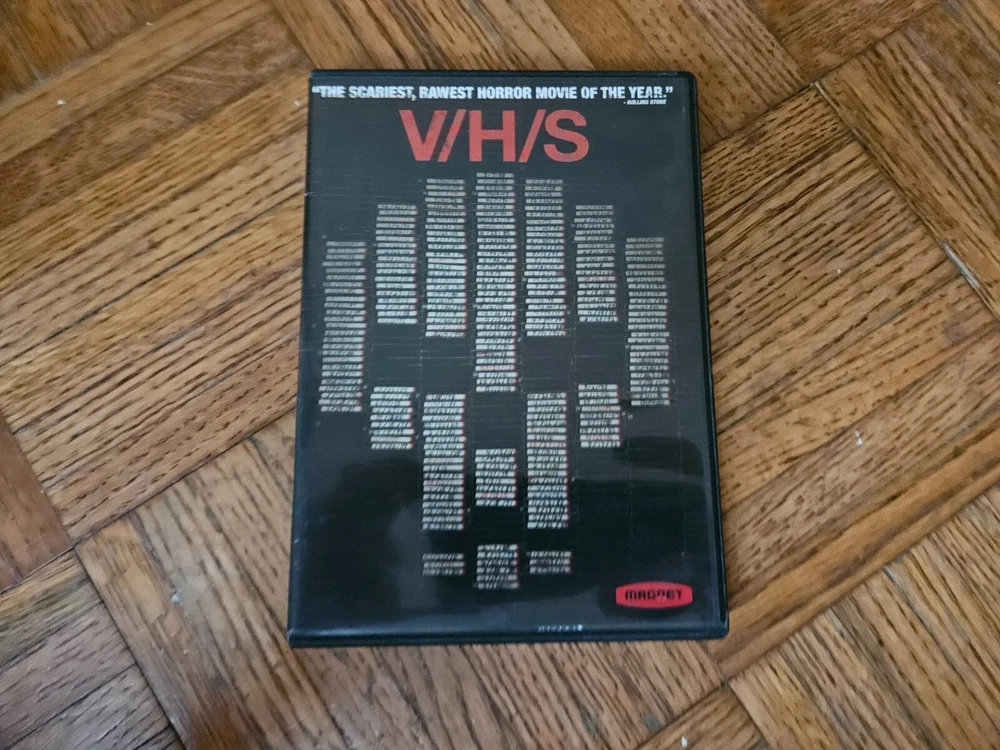 “THE SCARIEST, RAWEST HORROR MOVIE OF THE YEAR.”
- ROLLING STONE
V/H/S
MAGNET